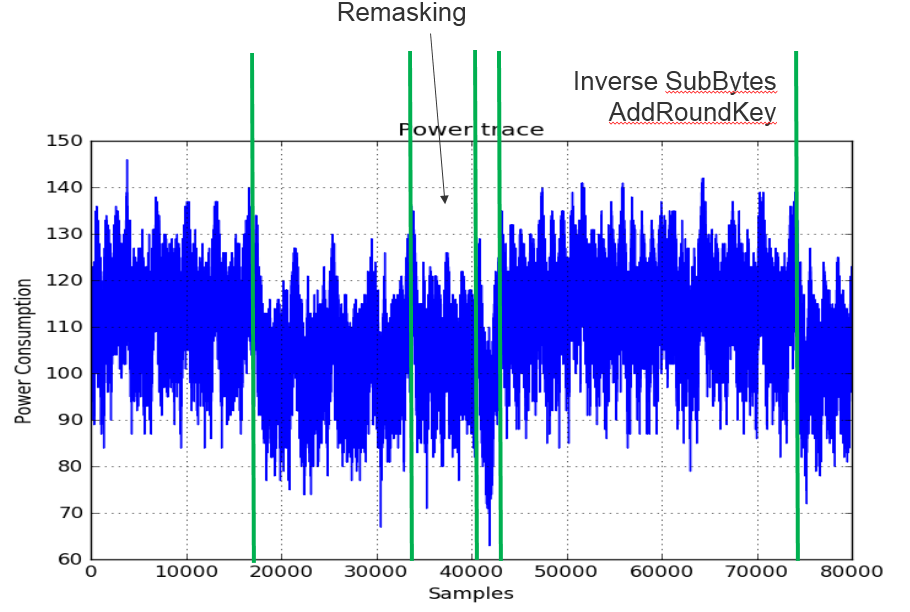 Remasking
Inverse SubBytes
AddRoundKey
Power trace
150
140
130
120
110
100
90
80
70
60
Power Consumption
0 10000 20000 30000 40000 50000 60000 70000 80000
Samples